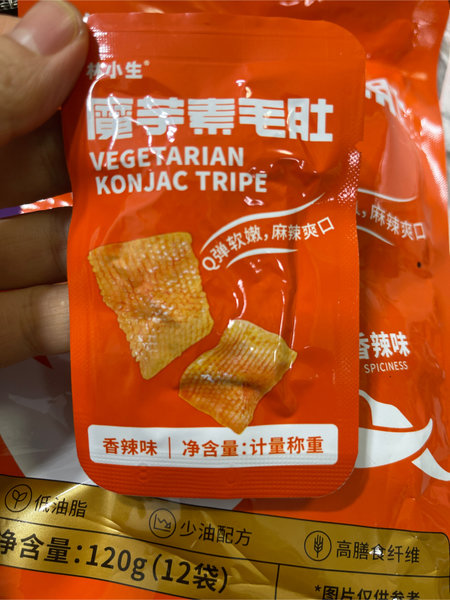 林小生®
魔芋素毛肚
VEGETARIAN
KONJAC TRIPE
Q弹软嫩,麻辣爽口
麻辣爽口
香辣味
SPICINESS
香辣味 | 净含量:计量称重
低油脂
少油配方
高膳食纤维
净含量:120g(12袋)
*图片仅供参考